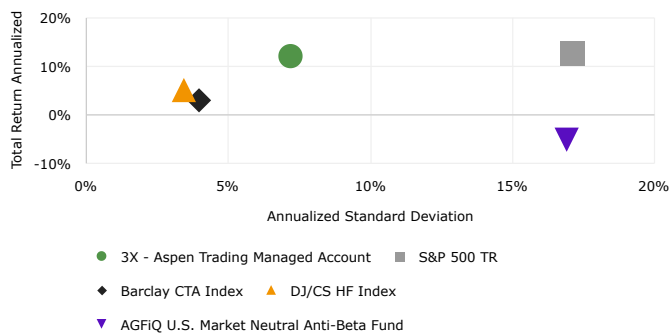 20%
10%
0%
-10%
Total Return Annualized
0% 5% 10% 15% 20%
Annualized Standard Deviation
3X - Aspen Trading Managed Account S&P 500 TR
Barclay CTA Index DJ/CS HF Index
AGFiQ U.S. Market Neutral Anti-Beta Fund